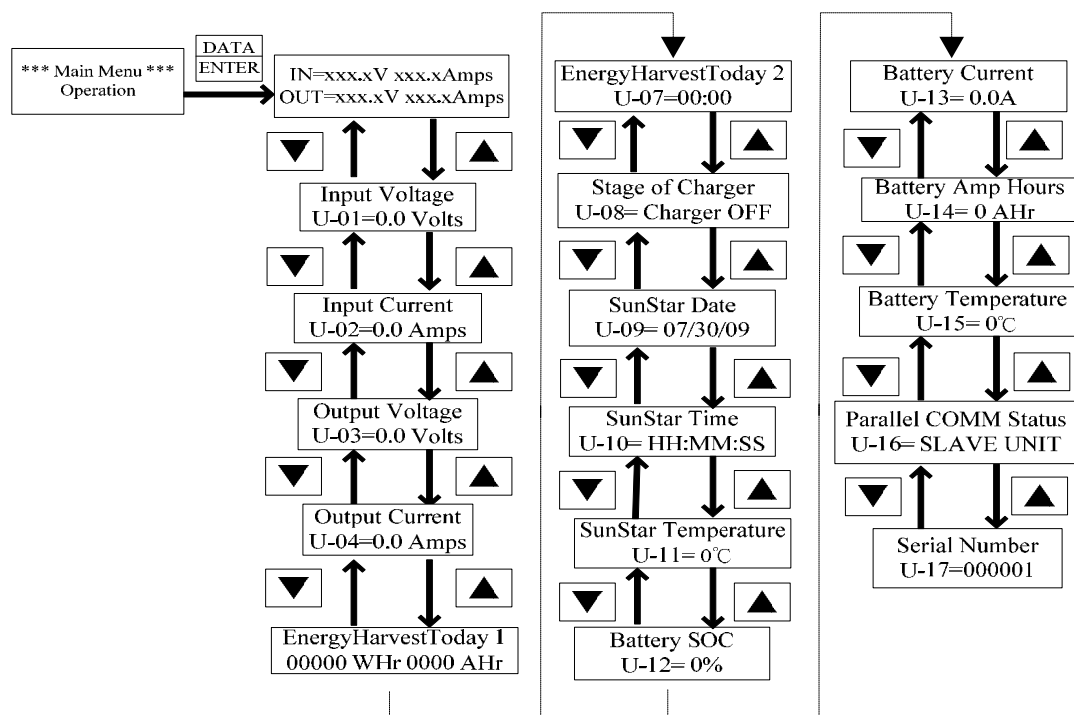 *** Main Menu ***
Operation
DATA
ENTER
IN=xxx.xV xxx.xAmps
OUT=xxx.xV xxx.xAmps
Input Voltage
U-01=0.0 Volts
Input Current
U-02=0.0 Amps
Output Voltage
U-03=0.0 Volts
Output Current
U-04=0.0 Amps
EnergyHarvestToday 1
00000 WHr 0000 AHr
EnergyHarvestToday 2
U-07=00:00
Stage of Charger
U-08= Charger OFF
SunStar Date
U-09= 07/30/09
SunStar Time
U-10= HH:MM:SS
SunStar Temperature
U-11= 0℃
Battery SOC
U-12= 0%
Battery Current
U-13= 0.0A
Battery Amp Hours
U-14= 0 AHr
Battery Temperature
U-15= 0℃
Parallel COMM Status
U-16= SLAVE UNIT
Serial Number
U-17=000001